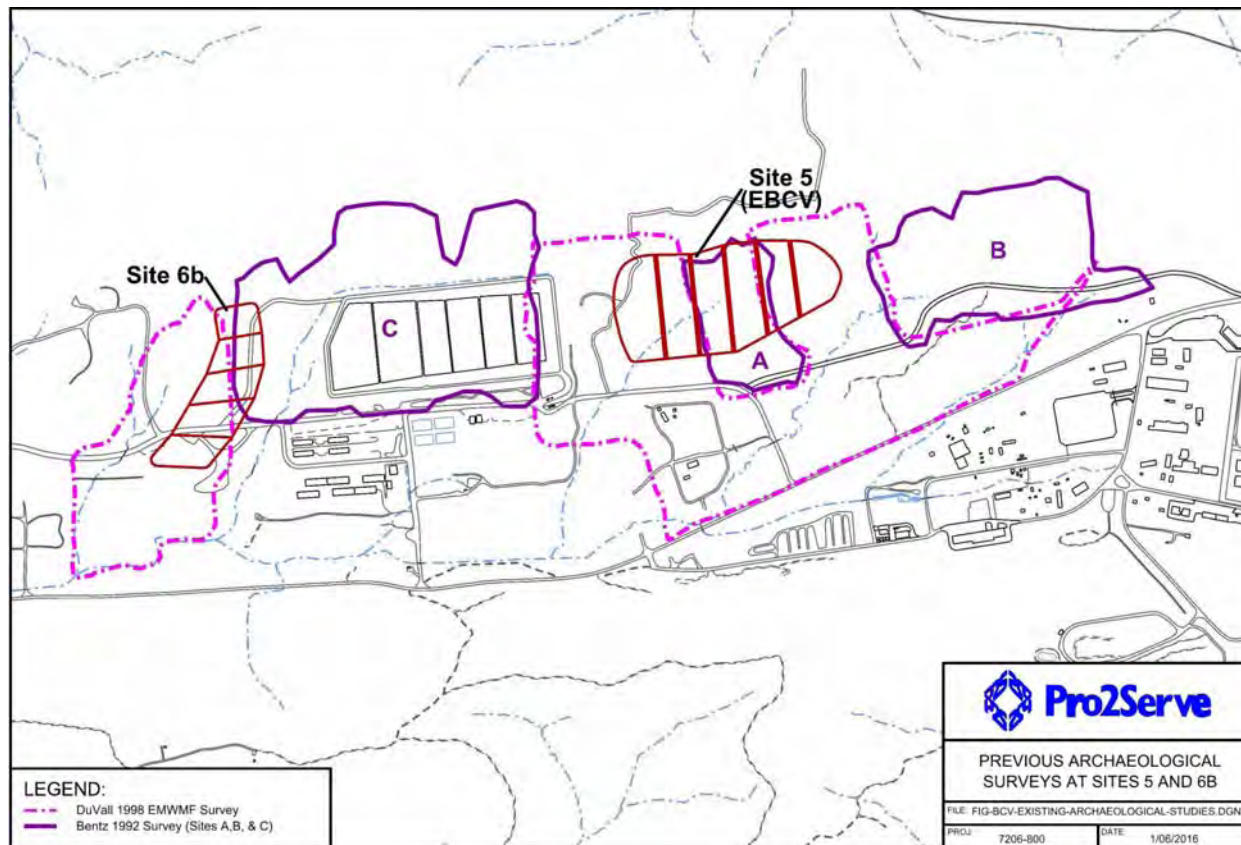 Site 5
(EBCV)
Site 6b
B
C
A
LEGEND:
DuVall 1998 EMWMF Survey
Bentz 1992 Survey (Sites A,B, & C)
Pro2Serve
PREVIOUS ARCHAEOLOGICAL
SURVEYS AT SITES 5 AND 6B
FILE: FIG-BCV-EXISTING-ARCHAEOLOGICAL-STUDIES.DGN
PROJ: 7206-800 DATE: 1/06/2016